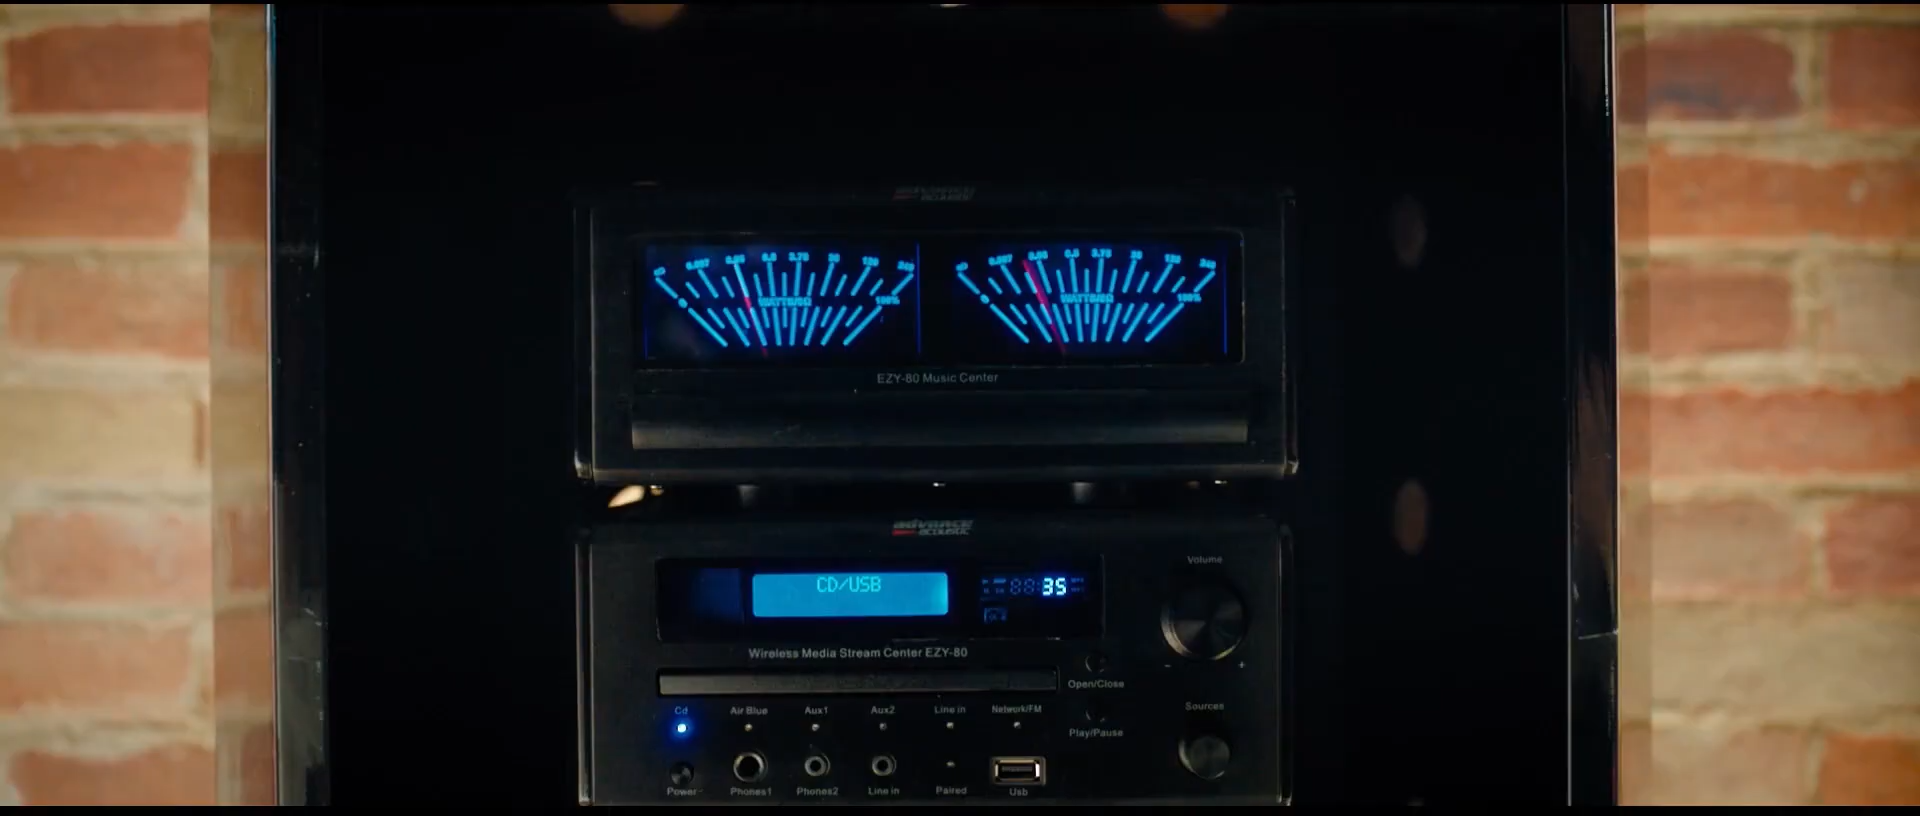 advance
acoustic
WATTS/8Ω
100%
WATTS/8Ω
100%
EZY-80 Music Center
advance
acoustic
Volume
CD/USB
35
Wireless Media Stream Center EZY-80
- +
Open/Close
Cd Air Blue Aux1 Aux2 Line in Network/FM
Sources
Play/Pause
Power Phones1 Phones2 Line in Paired Usb